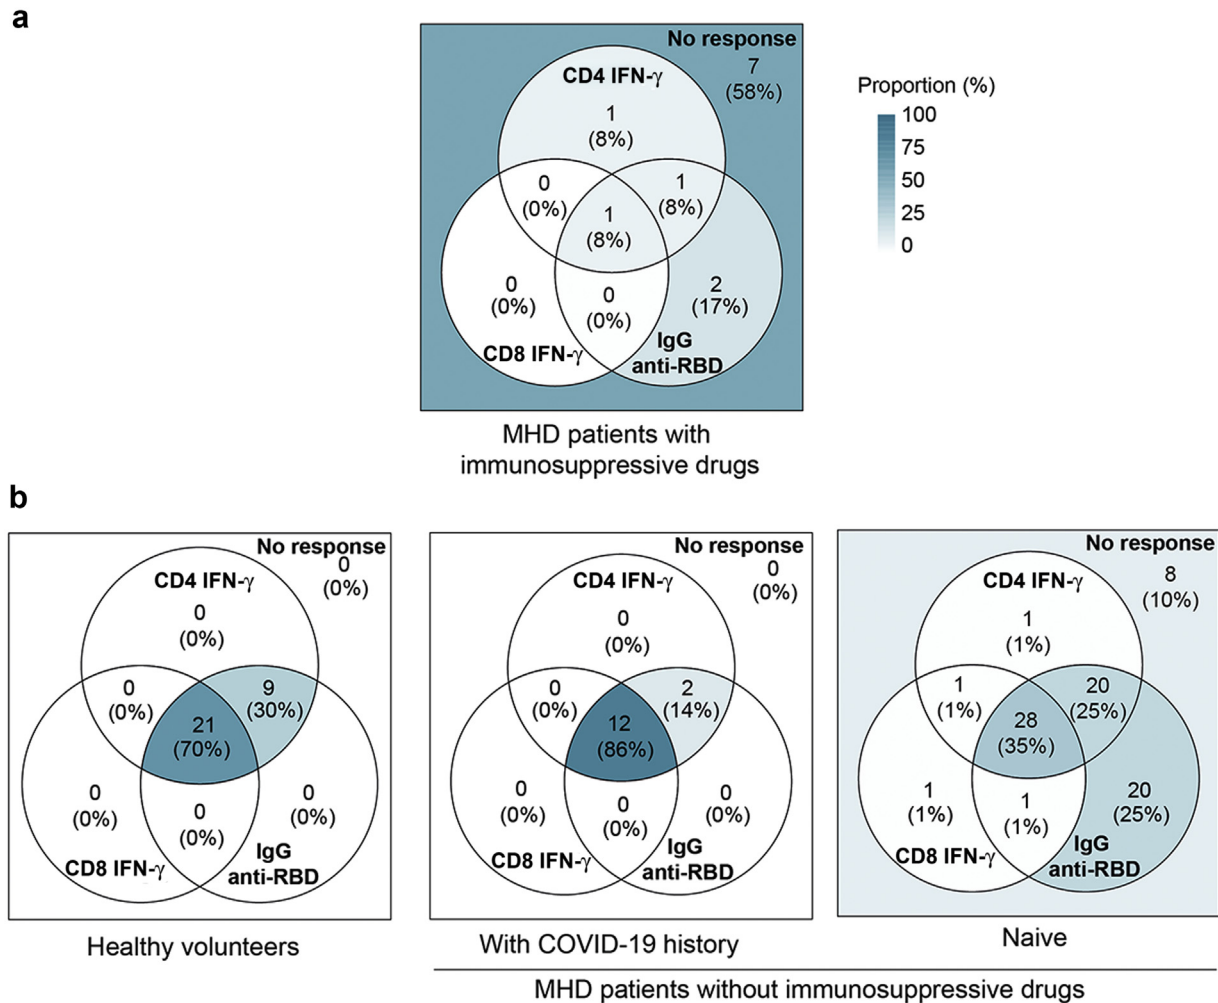 a
No response
7
(58%)
CD4 IFN-γ
1
(8%)
0
(0%)
1
(8%)
1
(8%)
0
(0%)
0
(0%)
2
(17%)
CD8 IFN-γ
IgG
anti-RBD
MHD patients with
immunosuppressive drugs
Proportion (%)
100
75
50
25
0
b
No response
0
(0%)
CD4 IFN-γ
0
(0%)
0
(0%)
9
(30%)
21
(70%)
0
(0%)
0
(0%)
0
(0%)
CD8 IFN-γ
IgG
anti-RBD
Healthy volunteers
No response
0
(0%)
CD4 IFN-γ
0
(0%)
0
(0%)
2
(14%)
12
(86%)
0
(0%)
0
(0%)
0
(0%)
CD8 IFN-γ
IgG
anti-RBD
With COVID-19 history
No response
8
(10%)
CD4 IFN-γ
1
(1%)
1
(1%)
20
(25%)
28
(35%)
1
(1%)
1
(1%)
20
(25%)
CD8 IFN-γ
IgG
anti-RBD
Naive
MHD patients without immunosuppressive drugs